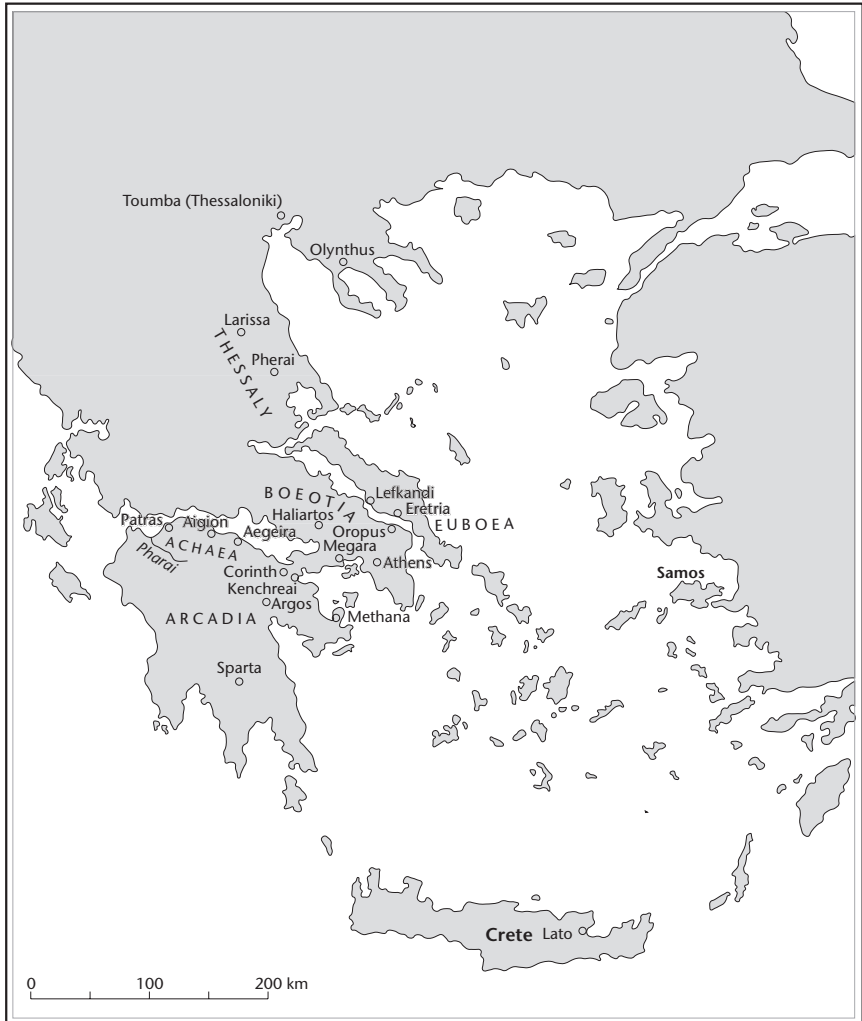 Toumba (Thessaloniki)
Olynthus
Larissa
THESSALY
Pherai
BOEOTIA
Lefkandi
Eretria
EUBOEA
Haliartos
Oropus
Patras
Aigion
Aegeira
ACHAEA
Pharai
Megara
Athens
Corinth
Kenchreai
Argos
ARCADIA
Methana
Samos
Sparta
Crete
Lato
0 100 200 km